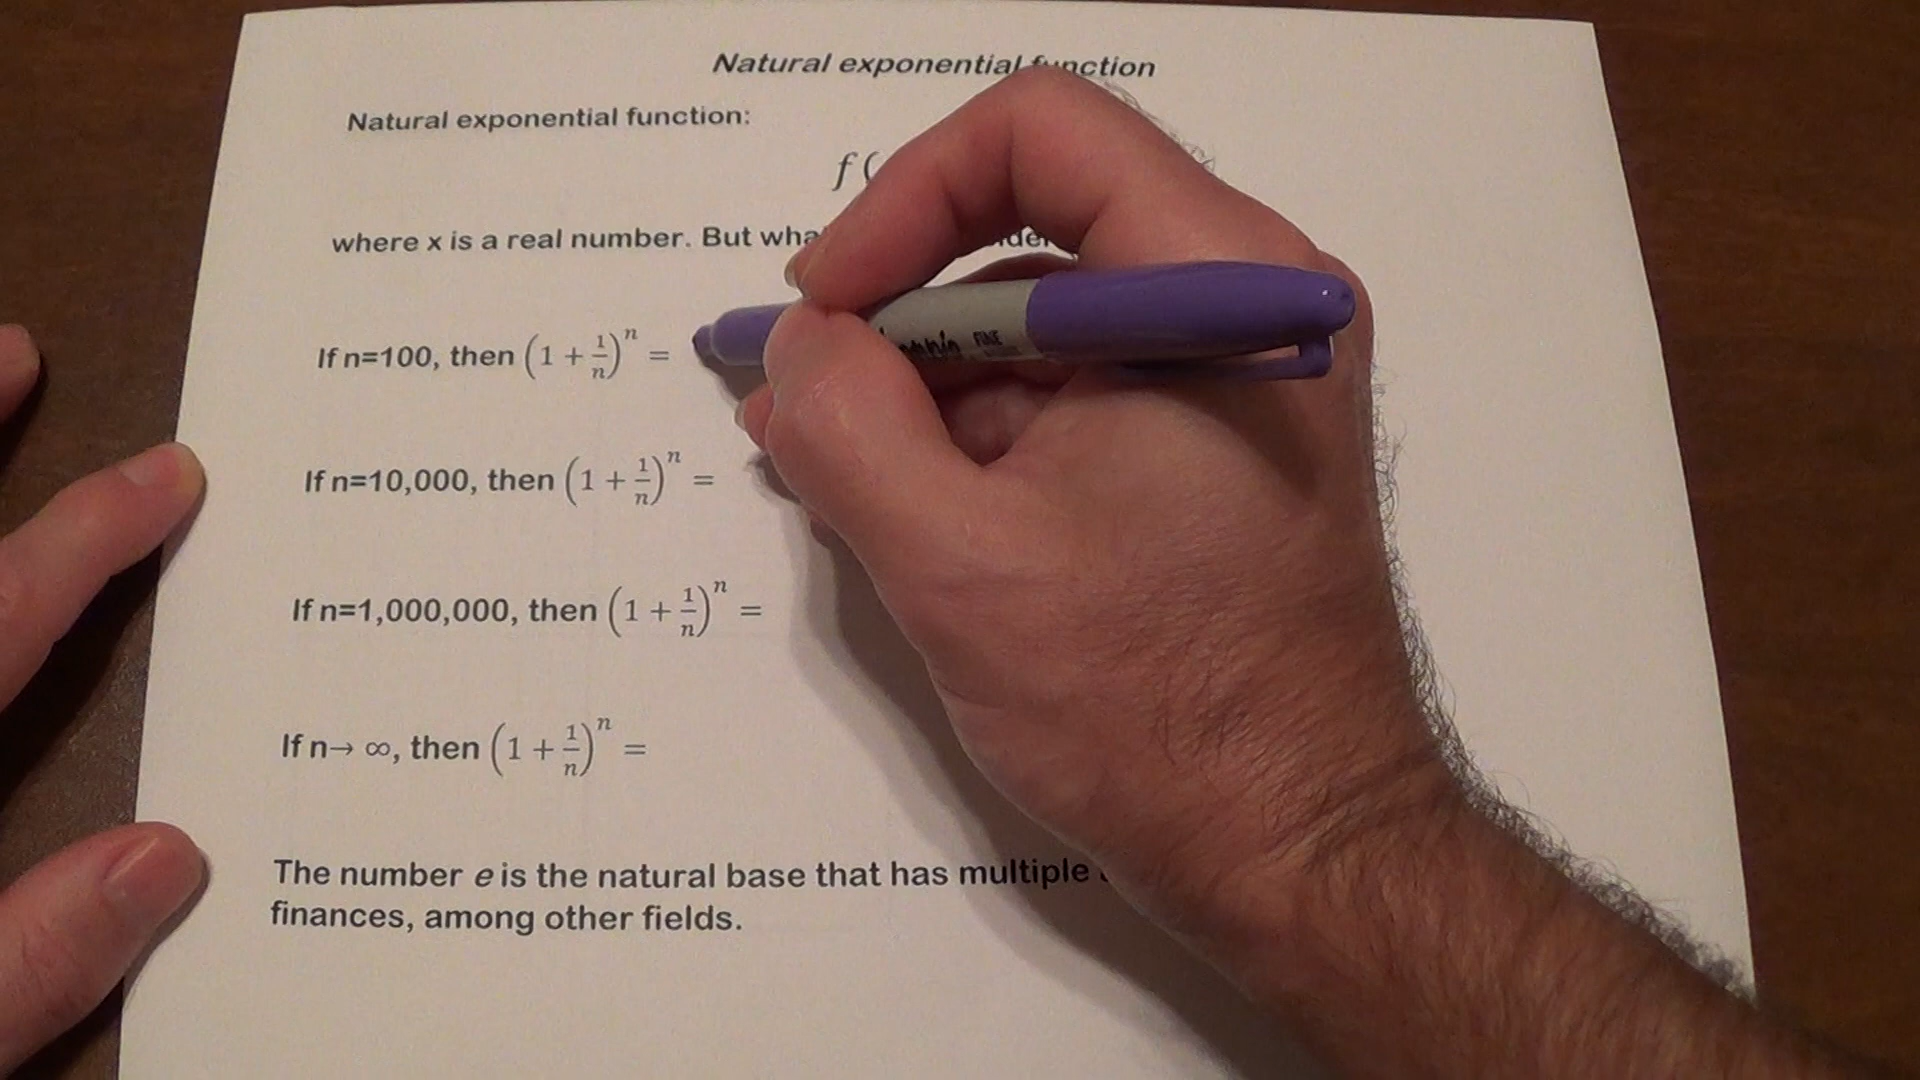 Natural exponential function
Natural exponential function:
f(
where x is a real number. But
If n=100, then (1 + 1/n)^n =
FINE
If n=10,000, then (1 + 1/n)^n =
If n=1,000,000, then (1 + 1/n)^n =
If n→ ∞, then (1 + 1/n)^n =
The number e is the natural base that has multiple
finances, among other fields.